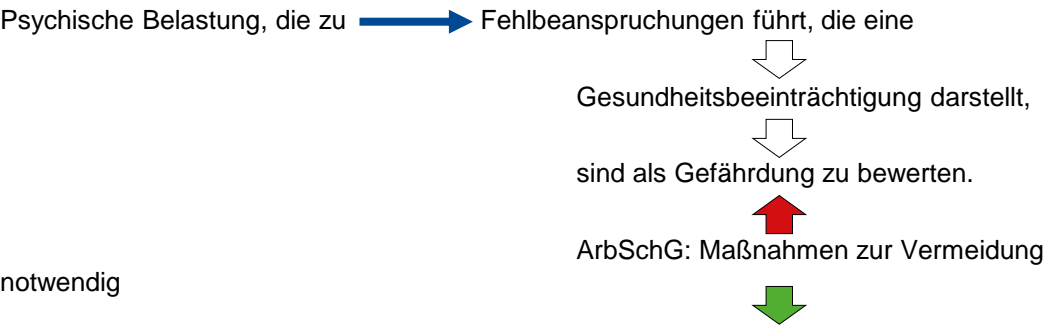 Psychische Belastung, die zu Fehlbeanspruchungen führt, die eine
Gesundheitsbeeinträchtigung darstellt,
sind als Gefährdung zu bewerten.
ArbSchG: Maßnahmen zur Vermeidung
notwendig